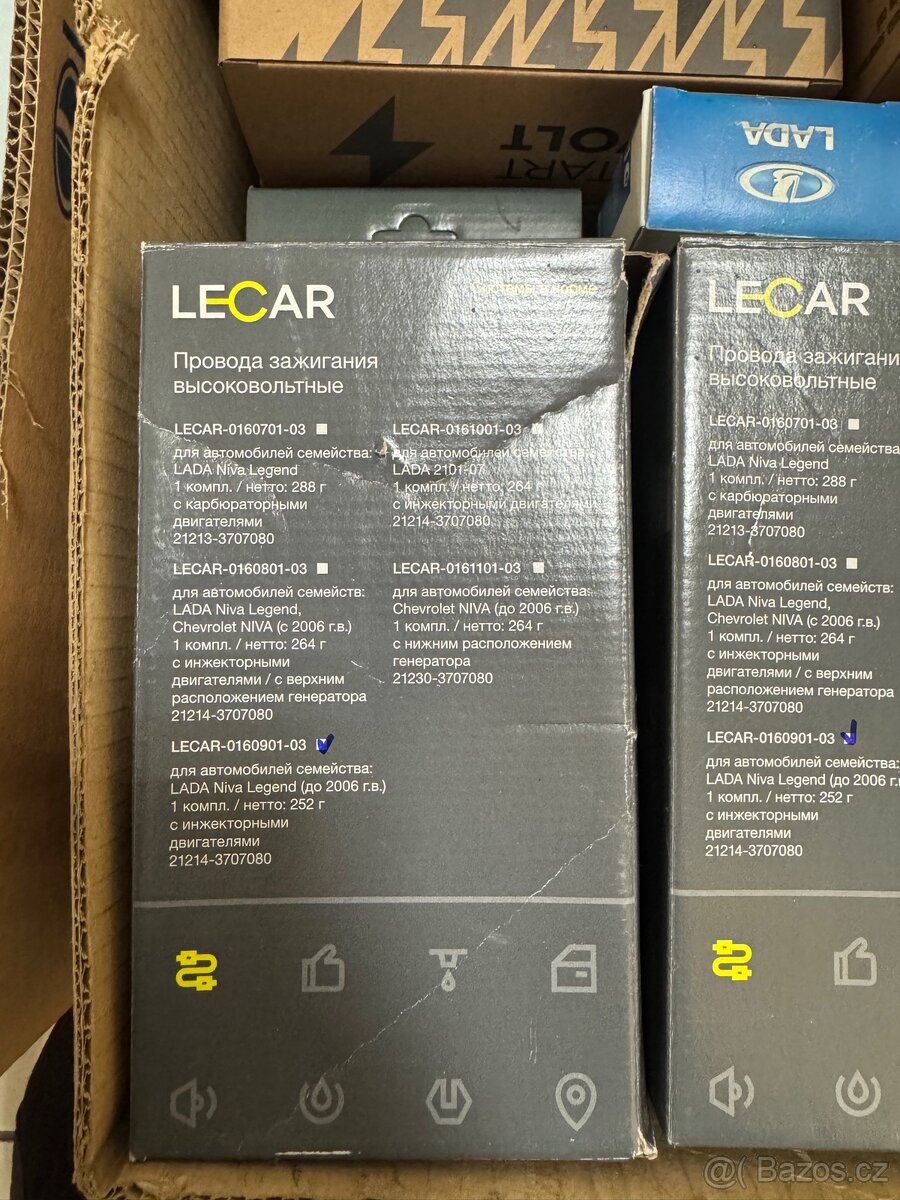 LADA
START
VOLT
LECAR
Система в норме
Провода зажигания
высоковольтные
LECAR-0160701-03
для автомобилей семейства:
LADA Niva Legend
1 компл. / нетто: 288 г
с карбюраторными
двигателями
21213-3707080
LECAR-0160801-03
для автомобилей семейств:
LADA Niva Legend,
Chevrolet NIVA (с 2006 г.в.)
1 компл. / нетто: 264 г
с инжекторными
двигателями / с верхним
расположением генератора
21214-3707080
LECAR-0160901-03
для автомобилей семейства:
LADA Niva Legend (до 2006 г.в.)
1 компл. / нетто: 252 г
с инжекторными
двигателями
21214-3707080
LECAR-0161001-03
для автомобилей семейства:
LADA 2101-07
1 компл. / нетто: 264 г
с инжекторными двигателями
21214-3707080
LECAR-0161101-03
для автомобилей семейства:
Chevrolet NIVA (до 2006 г.в.)
1 компл. / нетто: 264 г
с нижним расположением
генератора
21230-3707080
LECAR
Провода зажигани
высоковольтные
LECAR-0160701-03
для автомобилей семейства
LADA Niva Legend
1 компл. / нетто: 288 г
с карбюраторными
двигателями
21213-3707080
LECAR-0160801-03
для автомобилей семейств:
LADA Niva Legend,
Chevrolet NIVA (с 2006 г.в.)
1 компл. / нетто: 264 г
с инжекторными
двигателями / с верхним
расположением генератора
21214-3707080
LECAR-0160901-03
для автомобилей семейства:
LADA Niva Legend (до 2006 г.в.
1 компл. / нетто: 252 г
с инжекторными
двигателями
21214-3707080
@( Bazos.cz